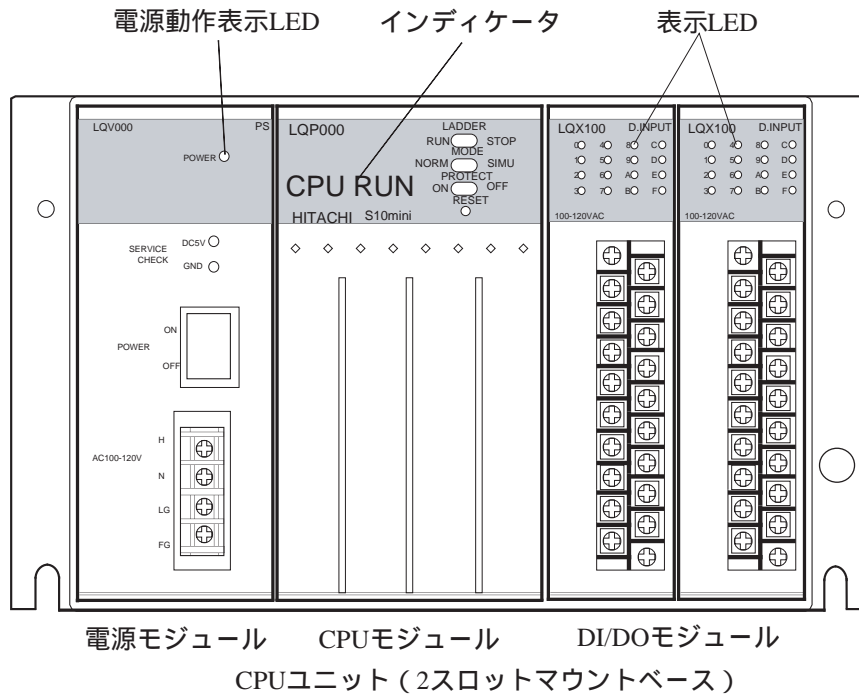 電源動作表示LED インディケータ 表示LED
LQV000 PS
POWER
SERVICE CHECK
DC5V
GND
POWER
ON
OFF
AC100-120V
H
N
LG
FG
LQP000
LADDER
RUN STOP
MODE
NORM SIMU
PROTECT
ON OFF
RESET
CPU RUN
HITACHI S10mini
LQX100 D.INPUT
0 4 8 C
1 5 9 D
2 6 A E
3 7 B F
100-120VAC
LQX100 D.INPUT
0 4 8 C
1 5 9 D
2 6 A E
3 7 B F
100-120VAC
電源モジュール CPUモジュール DI/DOモジュール
CPUユニット(2スロットマウントベース)